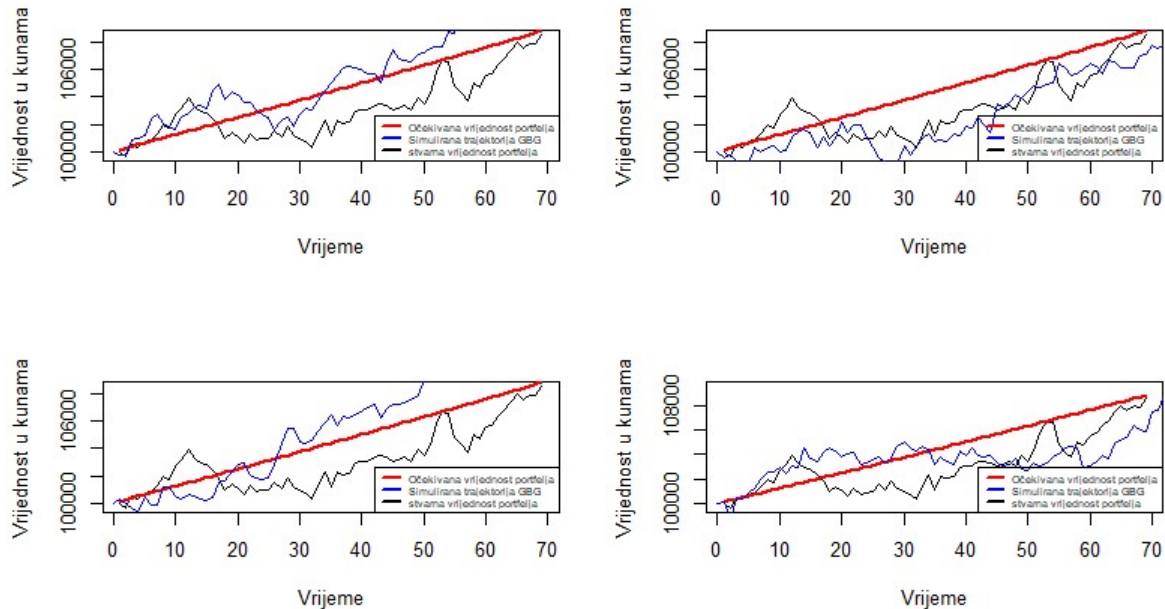 Vrijednost u kunama
100000 106000
Očekivana vrijednost portfelja
Simulirana trajektorija GBG
stvarna vrijednost portfelja
0 10 20 30 40 50 60 70
Vrijeme
Vrijednost u kunama
100000 106000
Očekivana vrijednost portfelja
Simulirana trajektorija GBG
stvarna vrijednost portfelja
0 10 20 30 40 50 60 70
Vrijeme
Vrijednost u kunama
100000 106000
Očekivana vrijednost portfelja
Simulirana trajektorija GBG
stvarna vrijednost portfelja
0 10 20 30 40 50 60 70
Vrijeme
Vrijednost u kunama
100000 108000
Očekivana vrijednost portfelja
Simulirana trajektorija GBG
stvarna vrijednost portfelja
0 10 20 30 40 50 60 70
Vrijeme